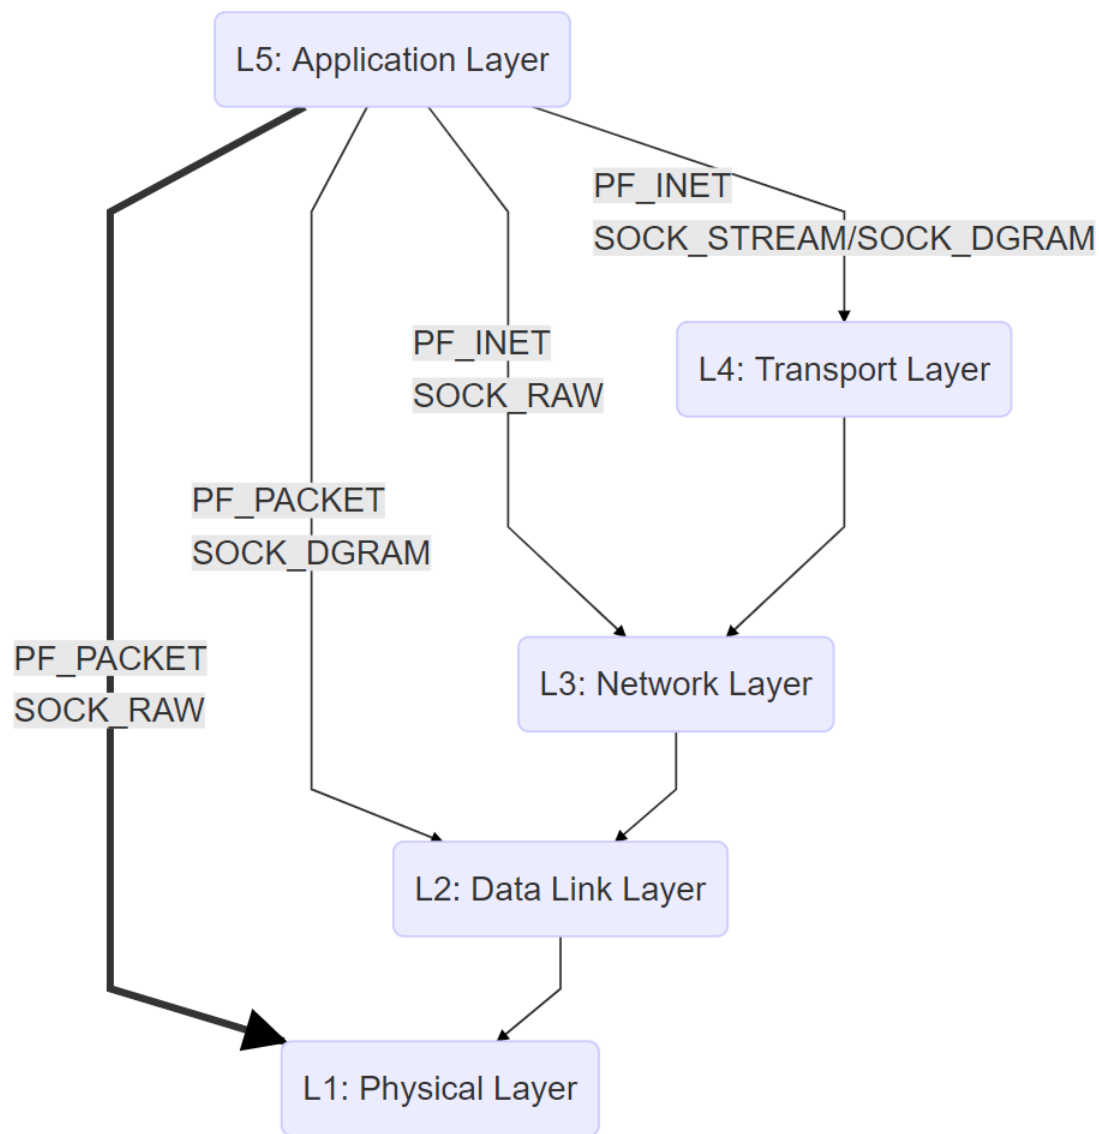 L5: Application Layer
PF_INET
SOCK_STREAM/SOCK_DGRAM
PF_INET
SOCK_RAW
L4: Transport Layer
PF_PACKET
SOCK_DGRAM
PF_PACKET
SOCK_RAW
L3: Network Layer
L2: Data Link Layer
L1: Physical Layer